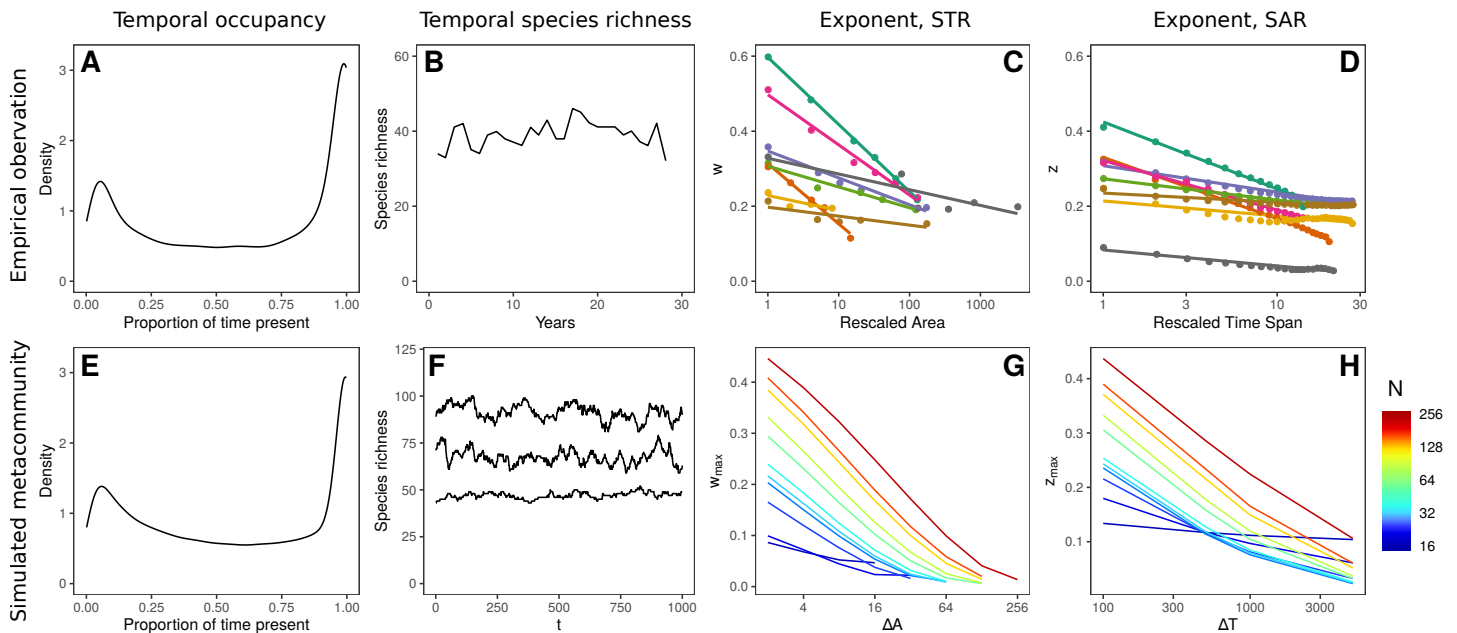 Temporal occupancy
Temporal species richness
Exponent, STR
Exponent, SAR
Empirical obervation
A
Density
3
2
1
0
0.00 0.25 0.50 0.75 1.00
Proportion of time present
B
Species richness
60
40
20
0
0 10 20 30
Years
C
w
0.6
0.4
0.2
0.0
1 10 100 1000
Rescaled Area
D
z
0.6
0.4
0.2
0.0
1 3 10 30
Rescaled Time Span
Simulated metacommunity
E
Density
3
2
1
0
0.00 0.25 0.50 0.75 1.00
Proportion of time present
F
Species richness
125
100
75
50
25
0
0 250 500 750 1000
t
G
wmax
0.4
0.3
0.2
0.1
0.0
4 16 64 256
ΔA
H
zmax
0.4
0.3
0.2
0.1
100 300 1000 3000
ΔT
N
256
128
64
32
16